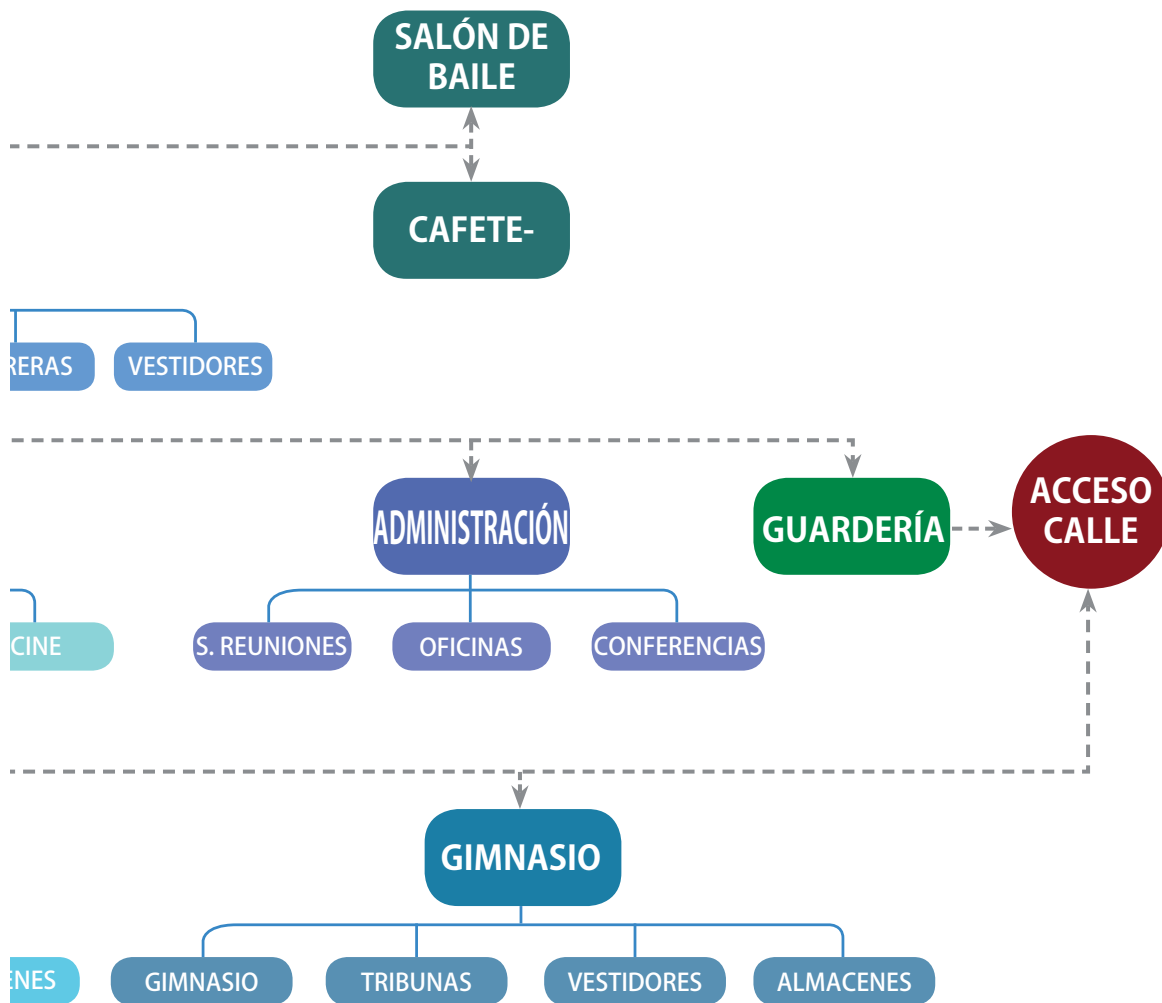 SALÓN DE
BAILE
CAFETE-
RERAS
VESTIDORES
ADMINISTRACIÓN
GUARDERÍA
ACCESO
CALLE
CINE
S. REUNIONES
OFICINAS
CONFERENCIAS
GIMNASIO
ENES
GIMNASIO
TRIBUNAS
VESTIDORES
ALMACENES